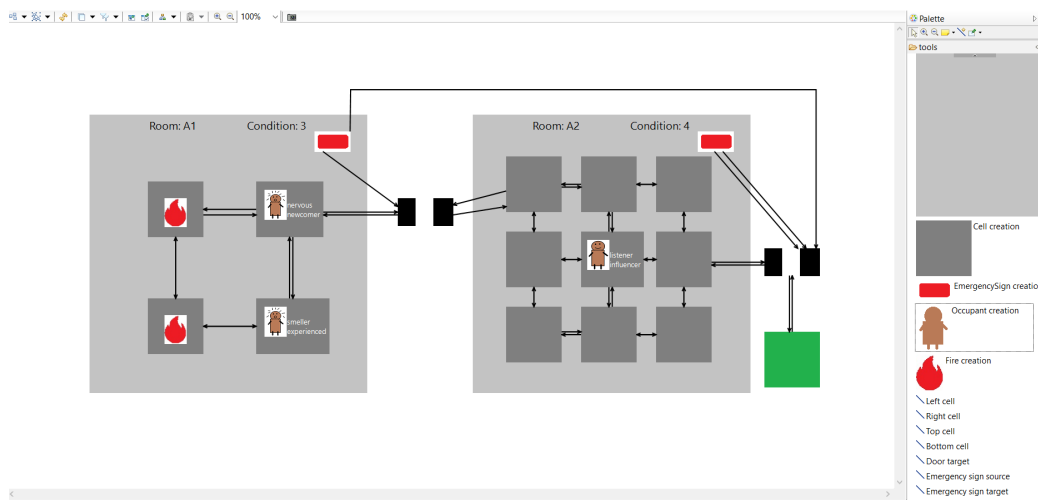 100%
Palette
tools
Room: A1
Condition: 3
Room: A2
Condition: 4
nervous
newcomer
smeller
experienced
listener
influencer
Cell creation
EmergencySign creatio
Occupant creation
Fire creation
Left cell
Right cell
Top cell
Bottom cell
Door target
Emergency sign source
Emergency sign target